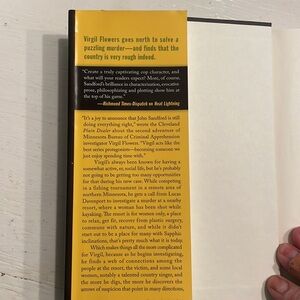 Virgil Flowers goes north to solve a
puzzling murder—and finds that the
country is very rough indeed.
"Create a truly captivating cop character, and
what will your readers expect? More, of course.
Sandford's brilliance in characterization, evocative
prose, philosophizing and plotting show him at
the top of his game."
—Richmond Times-Dispatch on Heat Lightning
"It's a joy to announce that John Sandford is still
doing everything right," wrote the Cleveland
Plain Dealer about the second adventure of
Minnesota Bureau of Criminal Apprehension
investigator Virgil Flowers. "Virgil acts like the
best series protagonist—becoming someone we
just enjoy spending time with."
Virgil's always been known for having a
somewhat active, er, social life, but he's probably
not going to be getting too many opportunities
for that during his new case. While competing
in a fishing tournament in a remote area of
northern Minnesota, he gets a call from Lucas
Davenport to investigate a murder at a nearby
resort, where a woman has been shot while
kayaking. The resort is for women only, a place
to relax, get fit, recover from plastic surgery,
commune with nature, and while it didn't
start out to be a place for many with Sapphic
inclinations, that's pretty much what it is today.
Which makes things all the more complicated
for Virgil, because as he begins investigating,
he finds a web of connections among the
people at the resort, the victim, and some local
women, notably a talented country singer, and
the more he digs, the more he discovers the
arrows of suspicion that point in many directions,